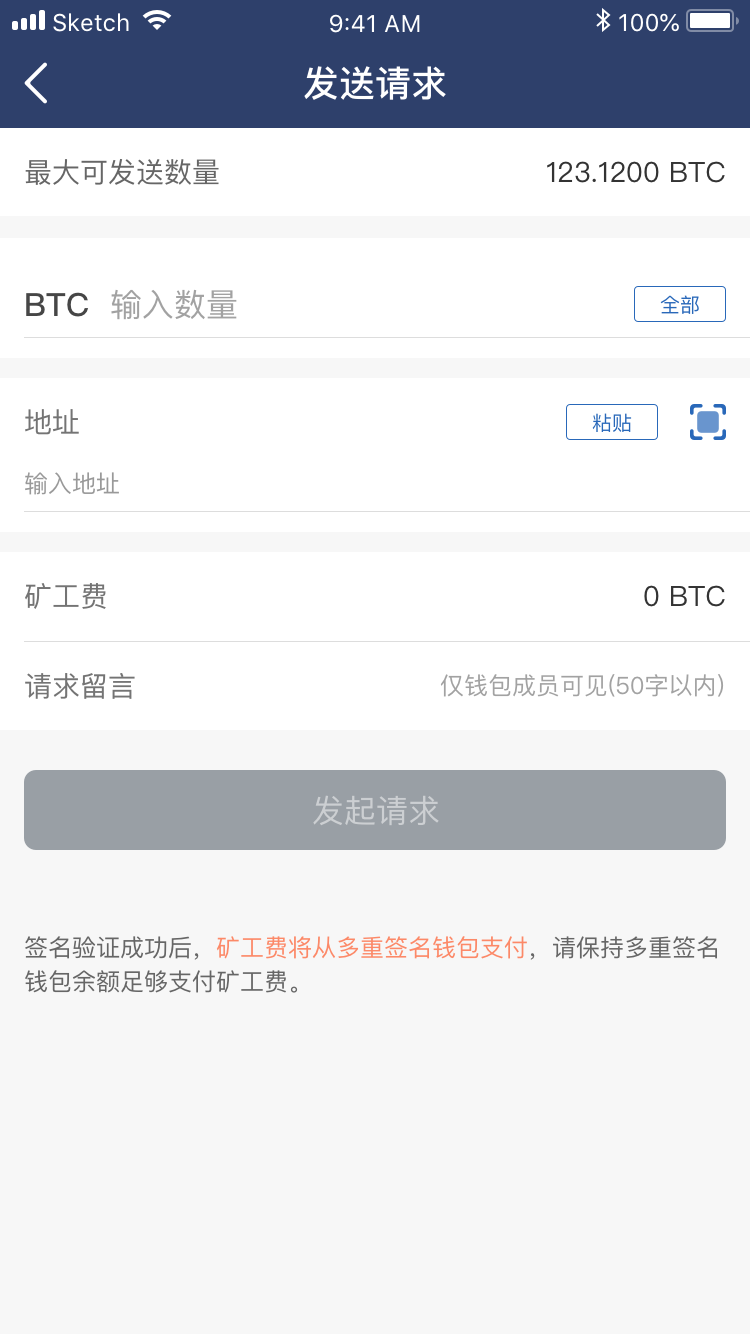 Sketch 9:41 AM 100%
发送请求
最大可发送数量 123.1200 BTC
BTC 输入数量 全部
地址 粘贴
输入地址
矿工费 0 BTC
请求留言 仅钱包成员可见(50字以内)
发起请求
签名验证成功后，矿工费将从多重签名钱包支付，请保持多重签名
钱包余额足够支付矿工费。